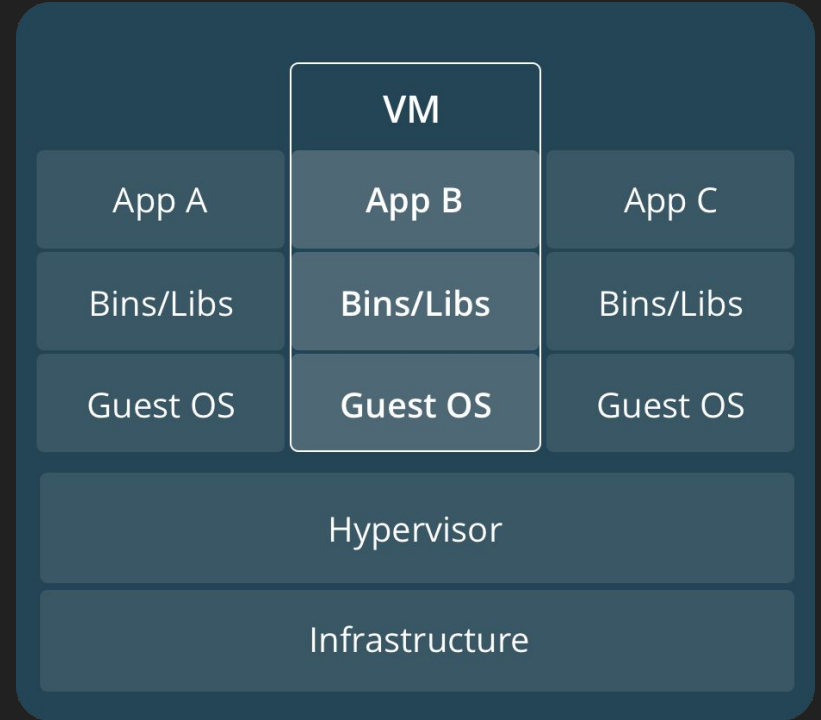 VM
App A
App B
App C
Bins/Libs
Bins/Libs
Bins/Libs
Guest OS
Guest OS
Guest OS
Hypervisor
Infrastructure